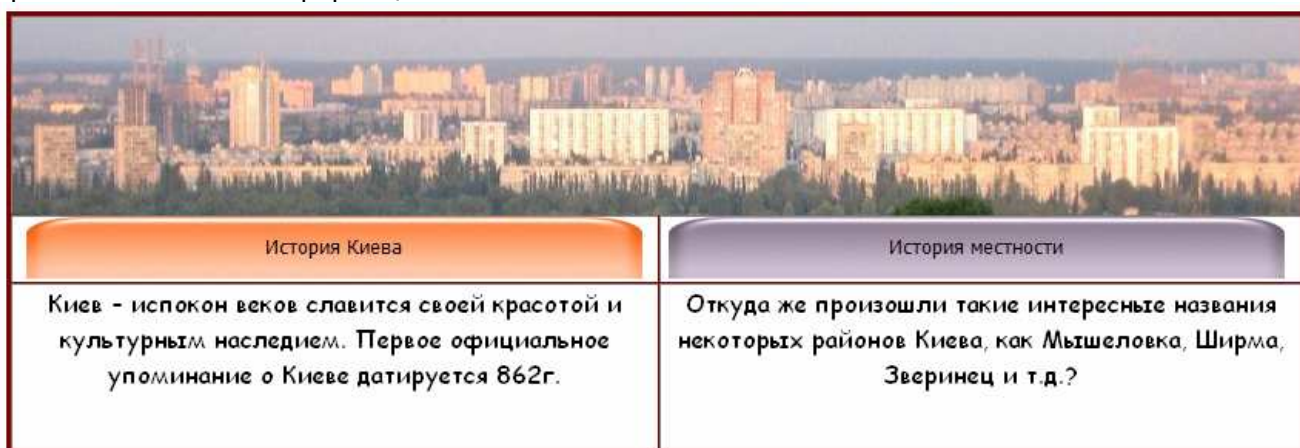 История Киева
Киев - испокон веков славится своей красотой и
культурным наследием. Первое официальное
упоминание о Киеве датируется 862г.
История местности
Откуда же произошли такие интересные названия
некоторых районов Киева, как Мышеловка, Ширма,
Зверинец и т.д.?